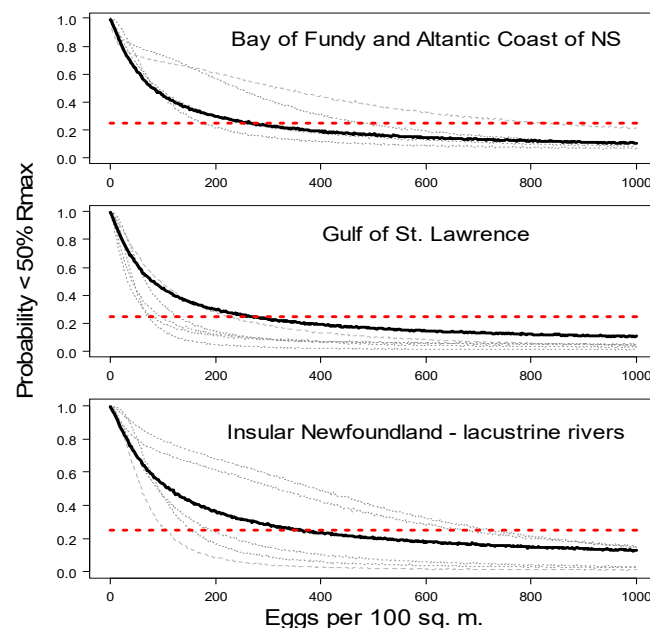 Bay of Fundy and Altantic Coast of NS
1.0
0.8
0.6
0.4
0.2
0.0
0 200 400 600 800 1000
Probability < 50% Rmax
Gulf of St. Lawrence
1.0
0.8
0.6
0.4
0.2
0.0
0 200 400 600 800 1000
Insular Newfoundland - lacustrine rivers
1.0
0.8
0.6
0.4
0.2
0.0
0 200 400 600 800 1000
Eggs per 100 sq. m.